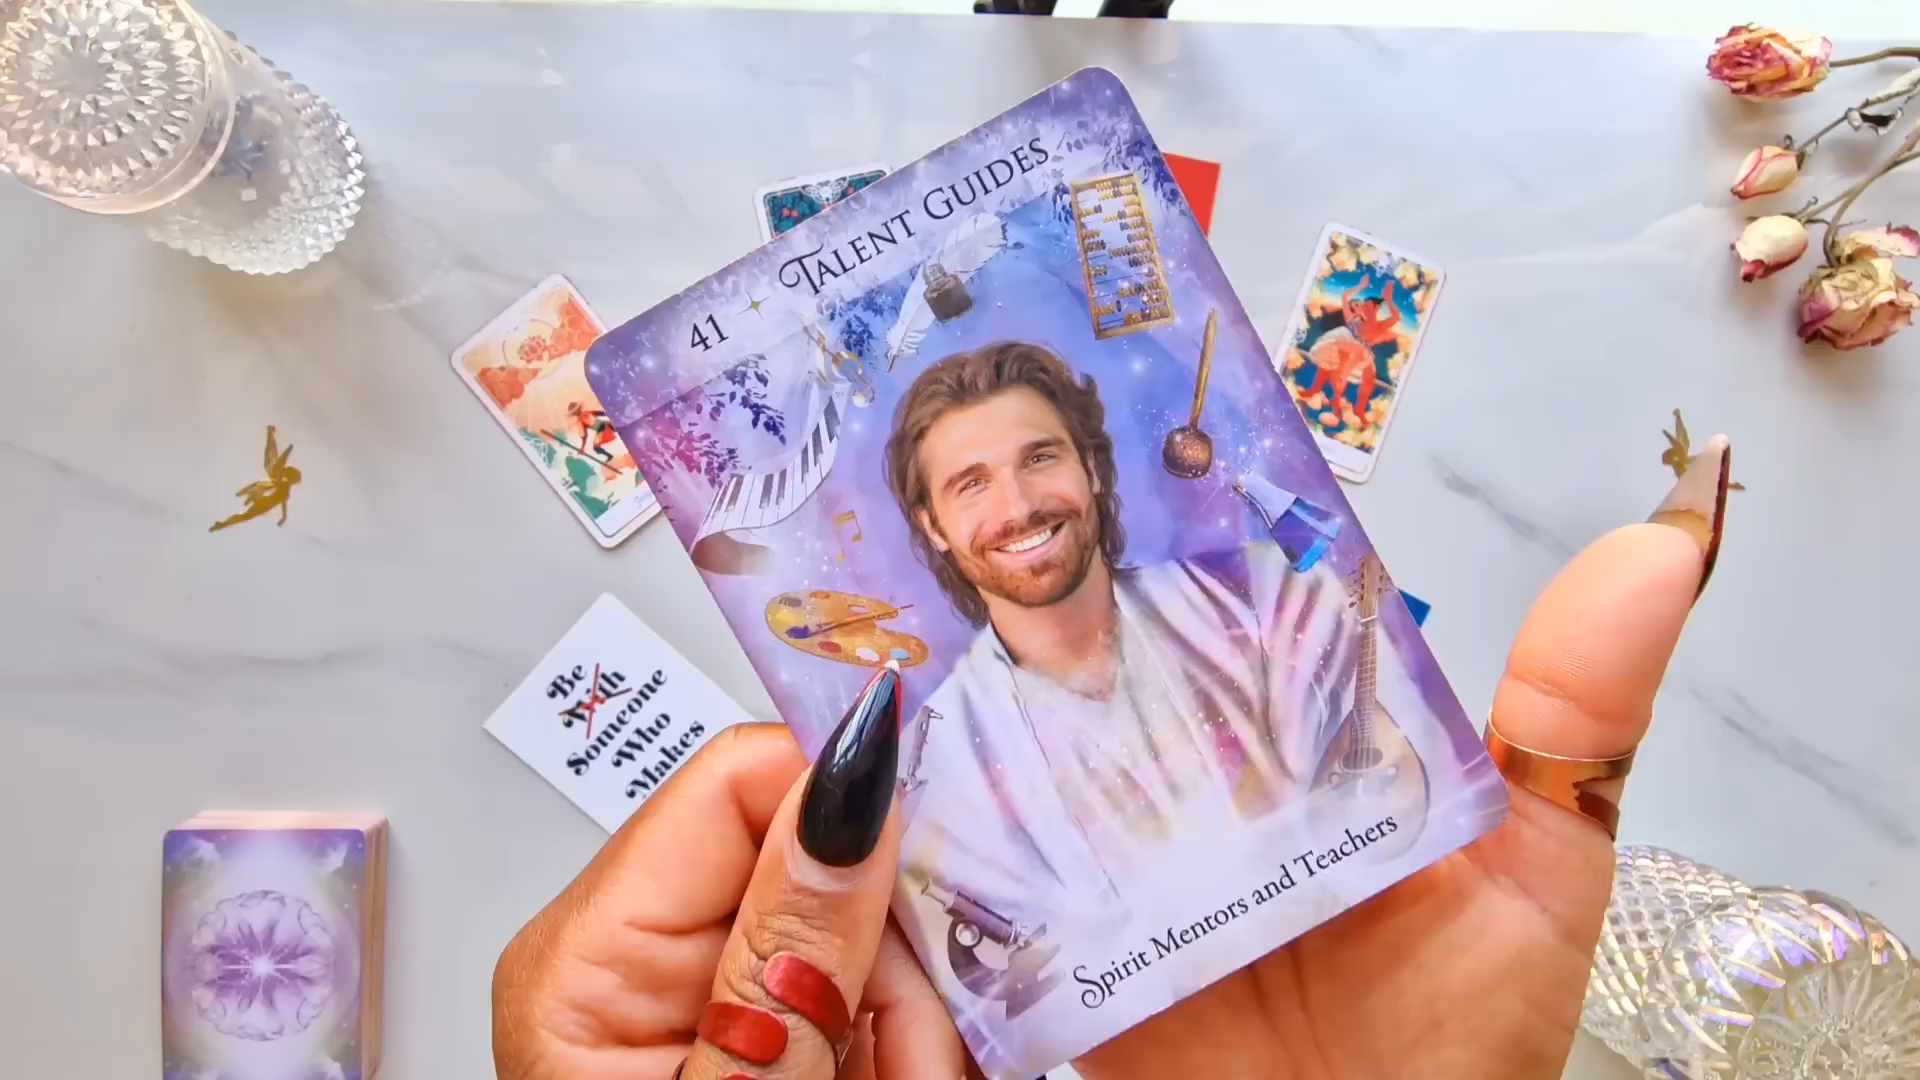 41
Talent Guides
Spirit Mentors and Teachers
Be
With
Someone
Who
Makes